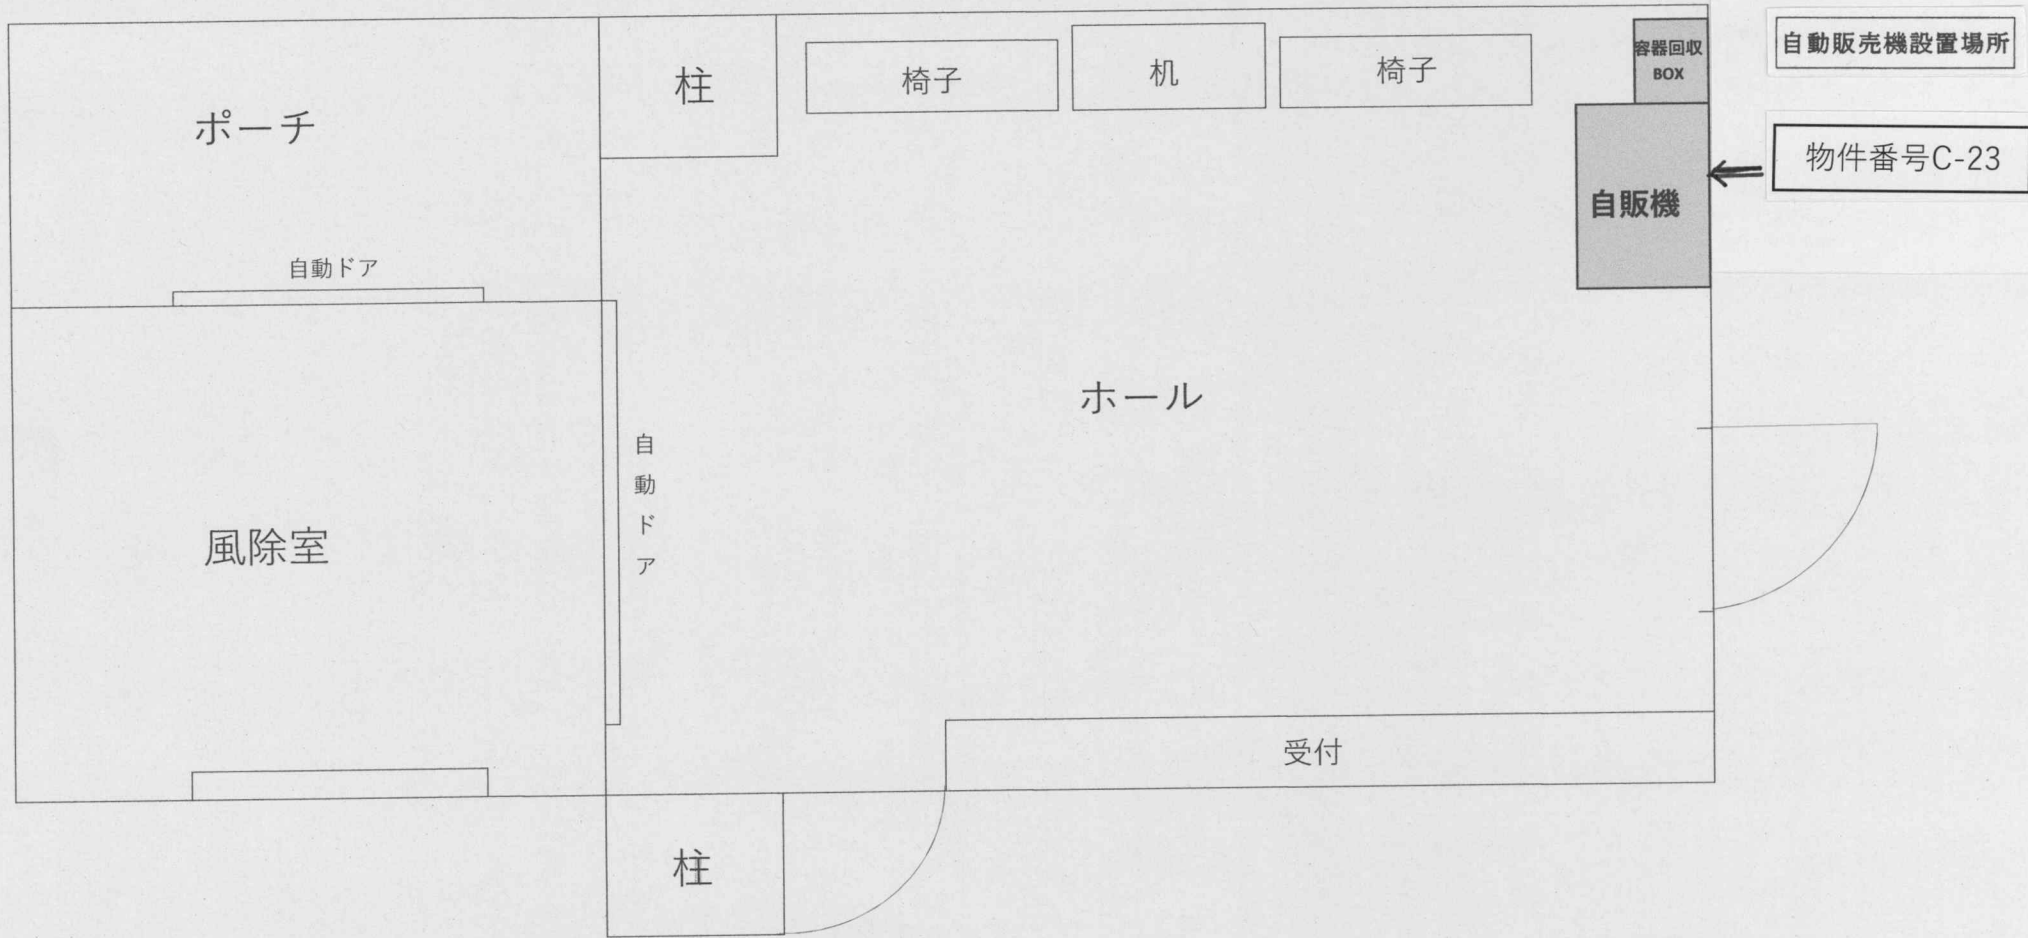 自動販売機設置場所
容器回収
BOX
柱
椅子
机
椅子
ポーチ
物件番号C-23
自販機
自動ドア
ホール
自動ドア
風除室
受付
柱